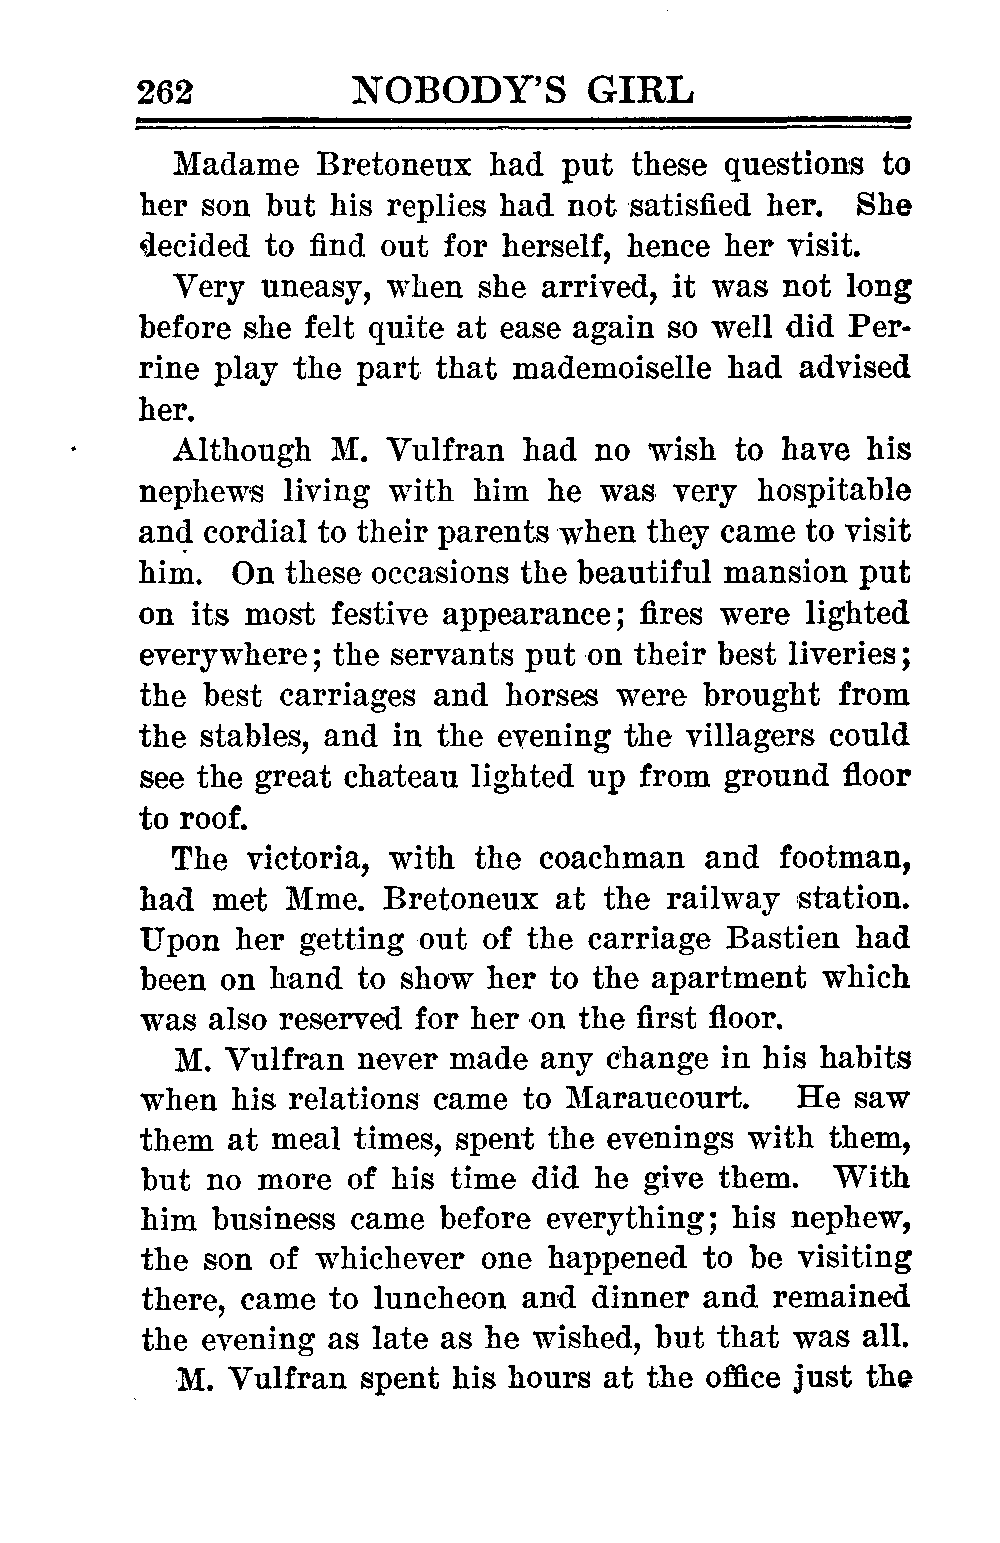 262 NOBODY'S GIRL
Madame Bretoneux had put these questions to
her son but his replies had not satisfied her. She
decided to find out for herself, hence her visit.
Very uneasy, when she arrived, it was not long
before she felt quite at ease again so well did Per-
rine play the part that mademoiselle had advised
her.
Although M. Vulfran had no wish to have his
nephews living with him he was very hospitable
and cordial to their parents when they came to visit
him. On these occasions the beautiful mansion put
on its most festive appearance; fires were lighted
everywhere; the servants put on their best liveries;
the best carriages and horses were brought from
the stables, and in the evening the villagers could
see the great chateau lighted up from ground floor
to roof.
The victoria, with the coachman and footman,
had met Mme. Bretoneux at the railway station.
Upon her getting out of the carriage Bastien had
been on hand to show her to the apartment which
was also reserved for her on the first floor.
M. Vulfran never made any change in his habits
when his relations came to Maraucourt. He saw
them at meal times, spent the evenings with them,
but no more of his time did he give them. With
him business came before everything; his nephew,
the son of whichever one happened to be visiting
there, came to luncheon and dinner and remained
the evening as late as he wished, but that was all.
M. Vulfran spent his hours at the office just the